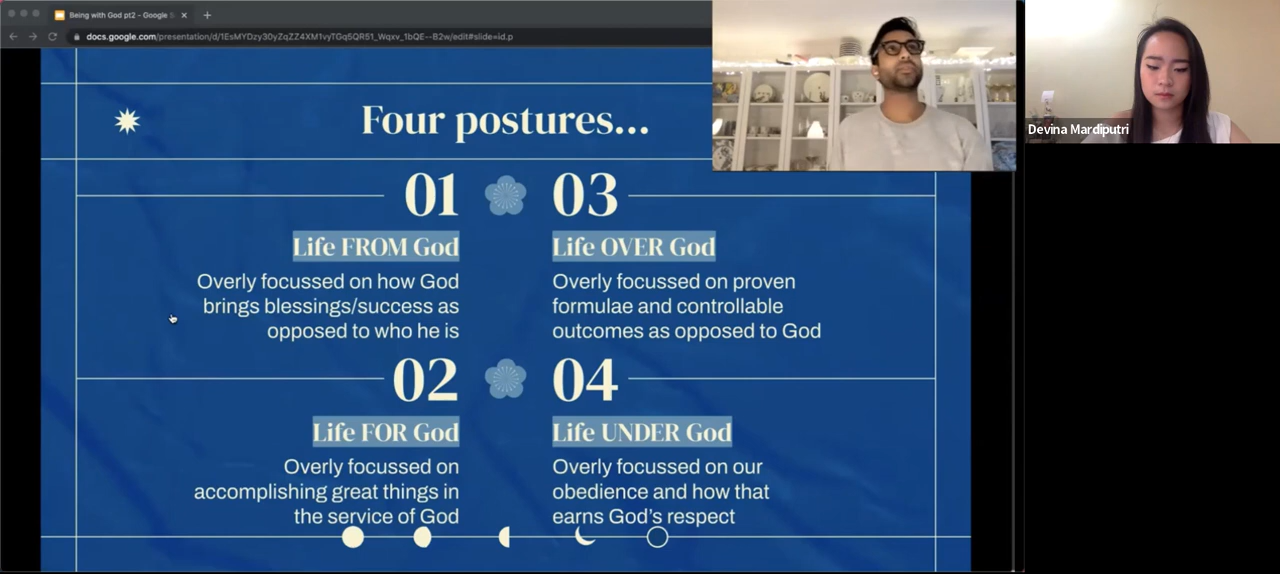 Being with God pt2 - Google S
docs.google.com/presentation/d/1EsMYDzy30yZqZZ4XM1vyTGq5QR51_Wqxv_1bQE--B2w/edit#slide=id.p
Four postures...
01
Life FROM God
Overly focussed on how God
brings blessings/success as
opposed to who he is
02
Life FOR God
Overly focussed on
accomplishing great things in
the service of God
03
Life OVER God
Overly focussed on proven
formulae and controllable
outcomes as opposed to God
04
Life UNDER God
Overly focussed on our
obedience and how that
earns God's respect
Devina Mardiputri